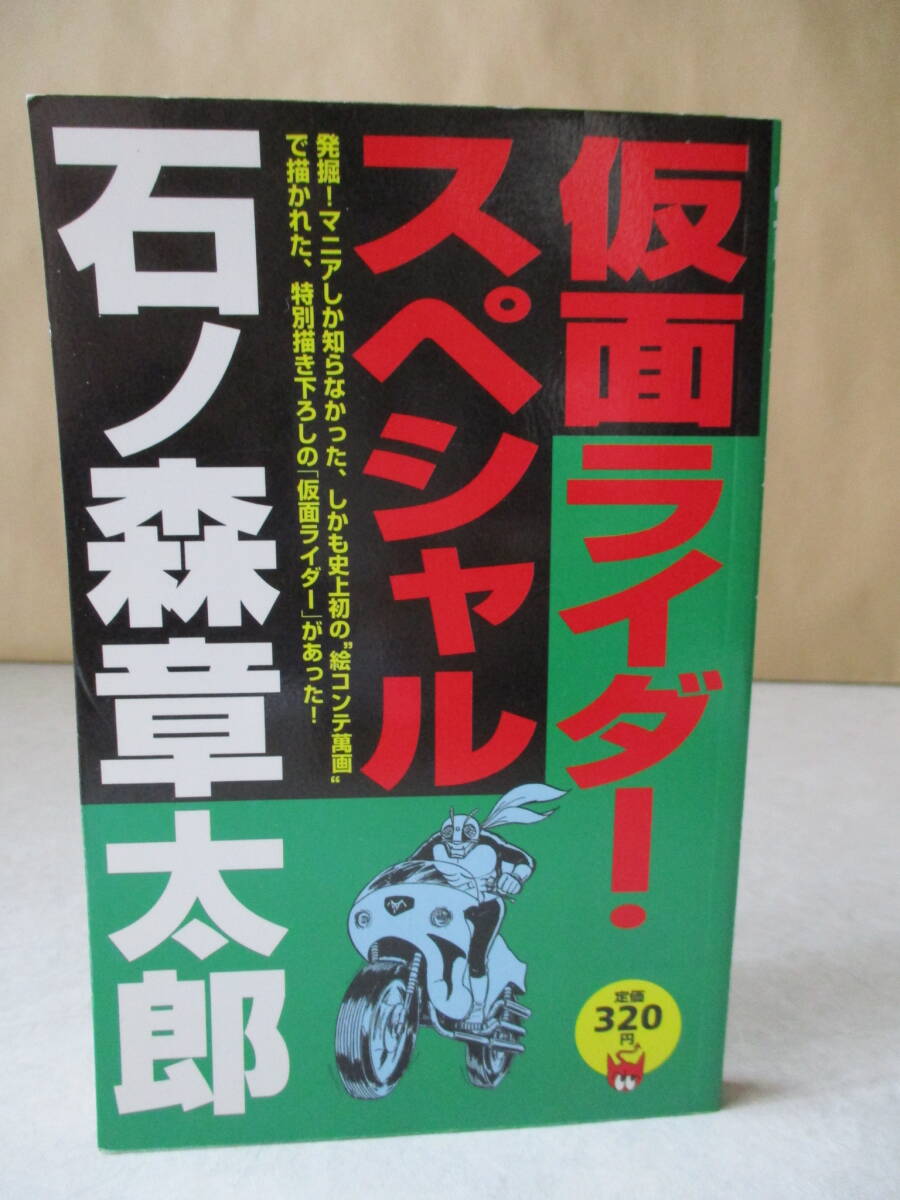 仮面ライダー・
スペシャル
発掘！マニアしか知らなかった、しかも史上初の"絵コンテ萬画"
で描かれた、特別描き下ろしの「仮面ライダー」があった！
石ノ森章太郎
定価
320
円